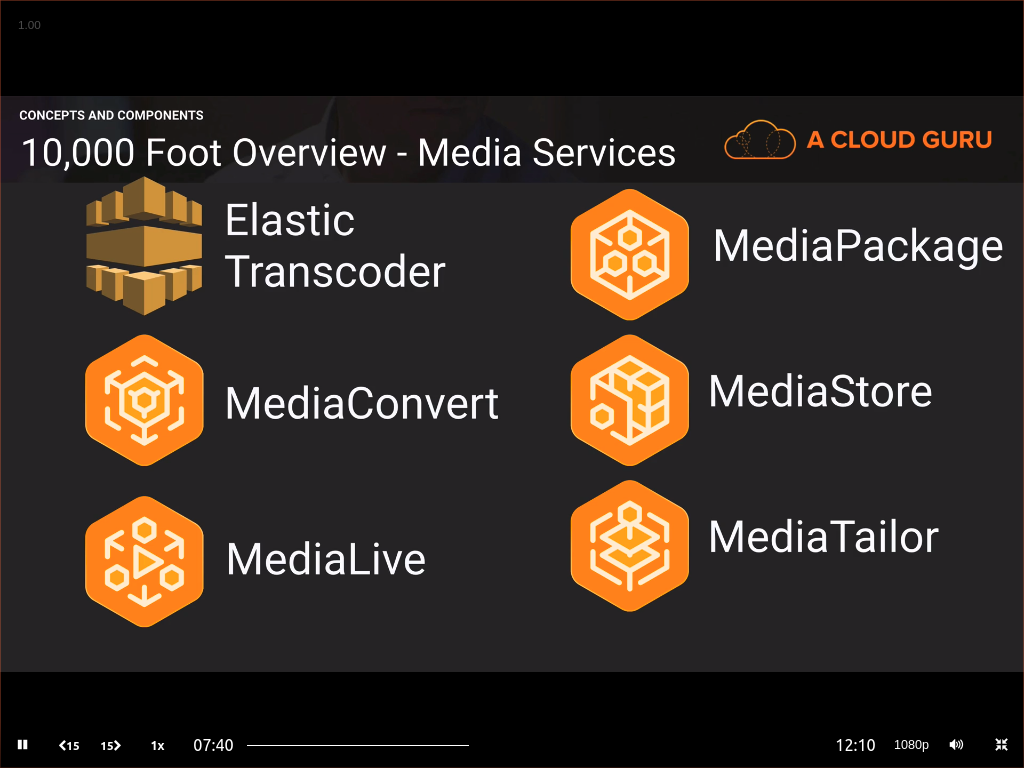 1.00
CONCEPTS AND COMPONENTS
10,000 Foot Overview - Media Services
A CLOUD GURU
Elastic
Transcoder
MediaPackage
MediaConvert
MediaStore
MediaLive
MediaTailor
15 15 1x 07:40 12:10 1080p